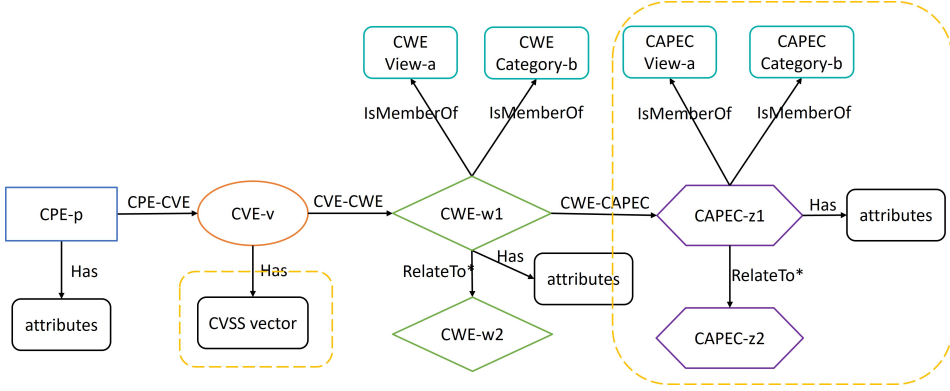 CWE
View-a
CWE
Category-b
CAPEC
View-a
CAPEC
Category-b
IsMemberOf
IsMemberOf
IsMemberOf
IsMemberOf
CPE-p
CPE-CVE
CVE-v
CVE-CWE
CWE-w1
CWE-CAPEC
CAPEC-z1
Has
attributes
Has
Has
RelateTo*
Has
RelateTo*
attributes
CVSS vector
attributes
CWE-w2
CAPEC-z2